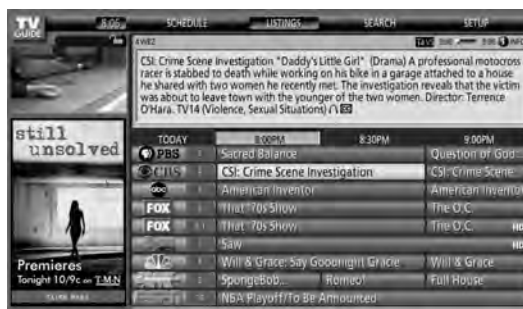 TV
GUIDE
8:05
SCHEDULE
LISTINGS
SEARCH
SETUP
CSI: Crime Scene Investigation "Daddy's Little Girl" (Drama) A professional motocross
racer is stabbed to death while working on his bike in a garage attached to a house
he shared with two women he recently met. The investigation reveals that the victim
was about to leave town with the younger of the two women. Director: Terrence
O'Hara. TV14 (Violence, Sexual Situations)
still
unsolved
Premieres
Tonight 10/9c on T-M-N
TODAY
8:00PM
8:30PM
9:00PM
PBS
Sacred Balance
Question of God
CBS
CSI: Crime Scene Investigation
CSI: Crime Scene
abc
American Inventor
American Invento
FOX
That '70s Show
The O.C.
FOX
That '70s Show
The O.C.
Saw
Will & Grace: Say Goodnight Gracie
Will & Grace
SpongeBob...
Romeo!
Full House
NBA Playoff/To Be Announced